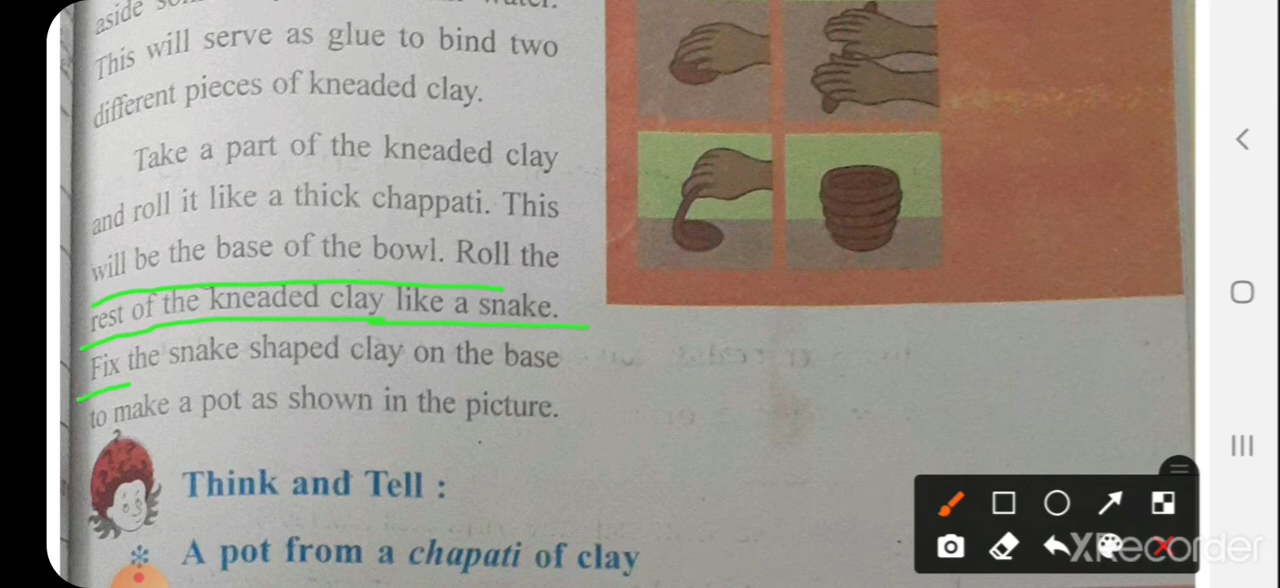 aside
This will serve as glue to bind two
different pieces of kneaded clay.
Take a part of the kneaded clay
and roll it like a thick chappati. This
will be the base of the bowl. Roll the
rest of the kneaded clay like a snake.
Fix the snake shaped clay on the base
to make a pot as shown in the picture.
Think and Tell :
* A pot from a chapati of clay
XRecorder